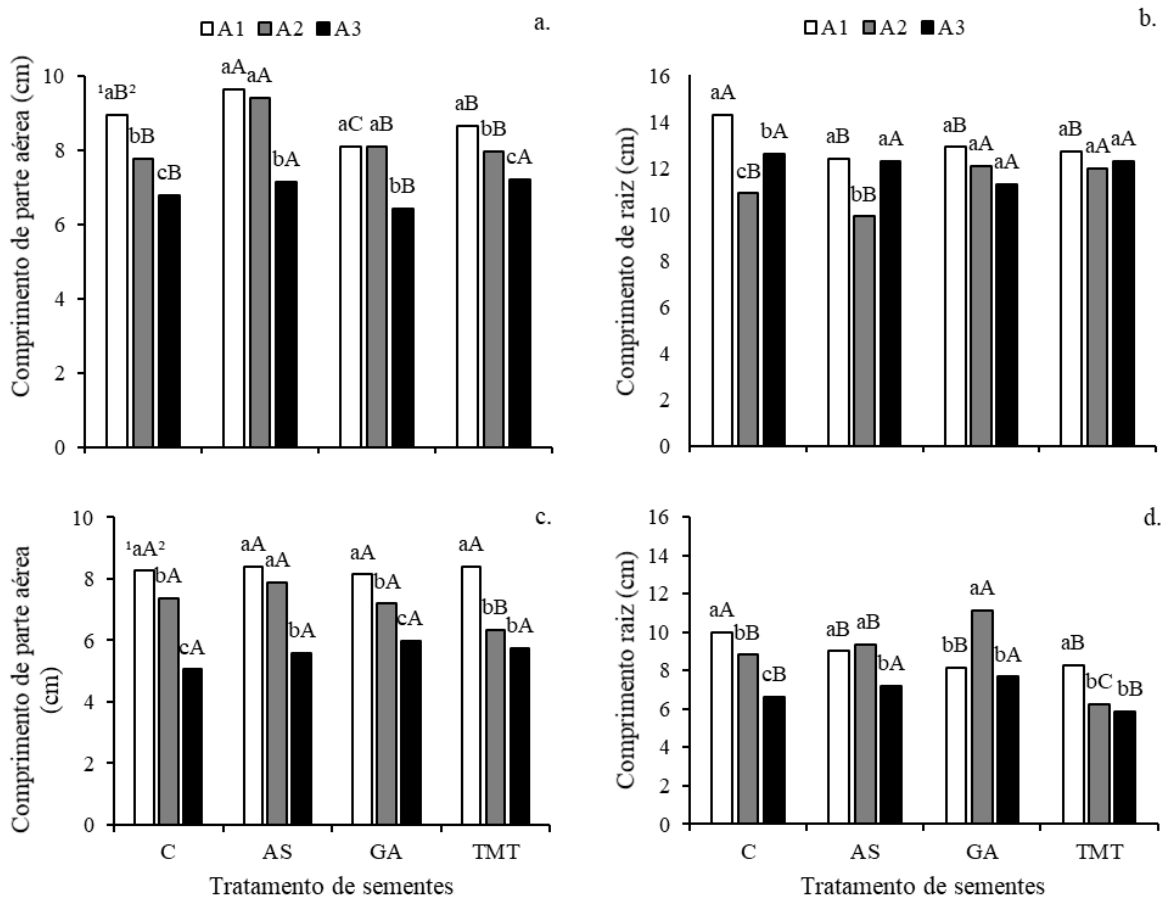 A1 A2 A3
a.
Comprimento de parte aérea (cm)
10
8
6
4
2
0
¹aB² bB cB
aA aA bA
aC aB bB
aB bB cA
A1 A2 A3
b.
Comprimento de raiz (cm)
16
14
12
10
8
6
4
2
0
aA cB bA
aB bB aA
aB aA aA
aB aA aA
c.
Comprimento de parte aérea
(cm)
10
8
6
4
2
0
¹aA² bA cA
aA aA bA
aA bA cA
aA bB bA
C AS GA TMT
Tratamento de sementes
d.
Comprimento raiz (cm)
16
14
12
10
8
6
4
2
0
aA bB cB
aB aB bA
bB aA bA
aB bC bB
C AS GA TMT
Tratamento de sementes